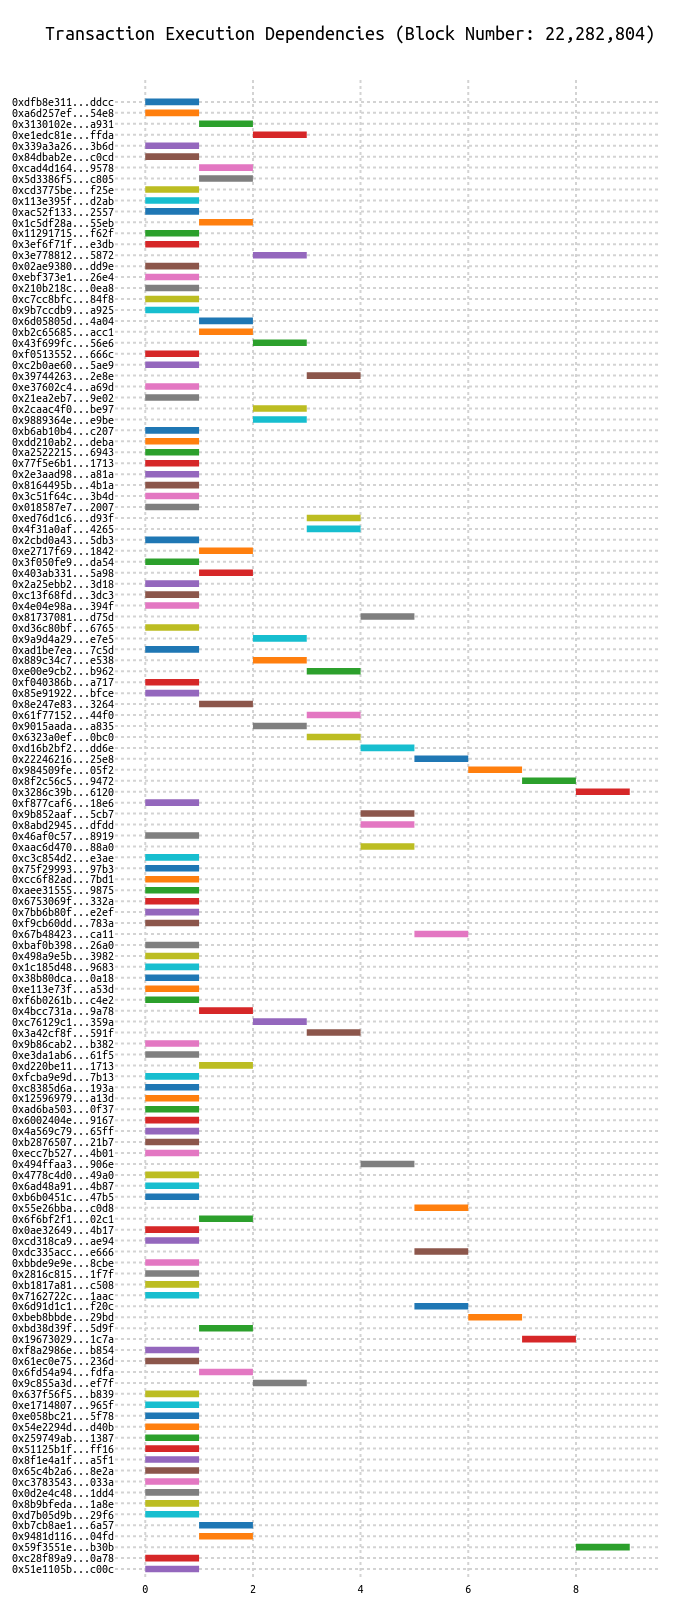 Transaction Execution Dependencies (Block Number: 22,282,804)
0xdfb8e311...ddcc
0xa6d257ef...54e8
0x3130102e...a931
0xe1edc81e...ffda
0x339a3a26...3b6d
0x84dbab2e...c0cd
0xcad4d164...9578
0x5d3386f5...c805
0xcd3775be...f25e
0x113e395f...d2ab
0xac52f133...2557
0x1c5df28a...55eb
0x11291715...f62f
0x3ef6f71f...e3db
0x3e778812...5872
0x02ae9380...dd9e
0xebf373e1...26e4
0x210b218c...0ea8
0xc7cc8bfc...84f8
0x9b7ccdb9...a925
0x6d05805d...4a04
0xb2c65685...acc1
0x43f699fc...56e6
0xf0513552...666c
0xc2b0ae60...5ae9
0x39744263...2e8e
0xe37602c4...a69d
0x21ea2eb7...9e02
0x2caac4f0...be97
0x9889364e...e9be
0xb6ab10b4...c207
0xdd210ab2...deba
0xa2522215...6943
0x77f5e6b1...1713
0x2e3aad98...a81a
0x8164495b...4b1a
0x3c51f64c...3b4d
0x018587e7...2007
0xed76d1c6...d93f
0x4f31a0af...4265
0x2cbd0a43...5db3
0xe2717f69...1842
0x3f050fe9...da54
0x403ab331...5a98
0x2a25ebb2...3d18
0xc13f68fd...3dc3
0x4e04e98a...394f
0x81737081...d75d
0xd36c80bf...6765
0x9a9d4a29...e7e5
0xad1be7ea...7c5d
0x889c34c7...e538
0xe00e9cb2...b962
0xf040386b...a717
0x85e91922...bfce
0x8e247e83...3264
0x61f77152...44f0
0x9015aada...a835
0x6323a0ef...0bc0
0xd16b2bf2...dd6e
0x22246216...25e8
0x984509fe...05f2
0x8f2c56c5...9472
0x3286c39b...6120
0xf877caf6...18e6
0x9b852aaf...5cb7
0x8abd2945...dfdd
0x46af0c57...8919
0xaac6d470...88a0
0xc3c854d2...e3ae
0x75f29993...97b3
0xccc6f82ad...7bd1
0xaee31555...9875
0x6753069f...332a
0x7bb6b80f...e2ef
0xf9cb60dd...783a
0x67b48423...ca11
0xbaf0b398...26a0
0x498a9e5b...3982
0x1c185d48...9683
0x38b80dca...0a18
0xe113e73f...a53d
0xf6b0261b...c4e2
0x4bcc731a...9a78
0xc76129c1...359a
0x3a42cf8f...591f
0x9b86cab2...b382
0xe3da1ab6...61f5
0xd220be11...1713
0xfcba9e9d...7b13
0xc8385d6a...193a
0x12596979...a13d
0xad6ba503...0f37
0x6002404e...9167
0x4a569c79...65ff
0xb2876507...21b7
0xecc7b527...4b01
0x494ffaa3...906e
0x4778c4d0...49a0
0x6ad48a91...4b87
0xb6b0451c...47b5
0x55e26bba...c0d8
0x6f6bf2f1...02c1
0x0ae32649...4b17
0xcd318ca9...ae94
0xdc335acc...e666
0xbbde9e9e...8cbe
0x2816c815...1f7f
0xb1817a81...c508
0x7162722c...1aac
0x6d91d1c1...f20c
0xbeb8bbde...29bd
0xbd38d39f...5d9f
0x19673029...1c7a
0xf8a2986e...b854
0x61ec0e75...236d
0x6fd54a94...fdfa
0x9c855a3d...ef7f
0x637f56f5...b839
0xe1714807...965f
0xe058bc21...5f78
0x54e2294d...d40b
0x259749ab...1387
0x51125b1f...ff16
0x8f1e4a1f...a5f1
0x65c4b2a6...8e2a
0xc3783543...033a
0x0d2e4c48...1dd4
0x8b9bfeda...1a8e
0xd7b05d9b...29f6
0xb7cb8ae1...6a57
0x9481d116...04fd
0x59f3551e...b30b
0xc28f89a9...0a78
0x51e1105b...c00c
0 2 4 6 8